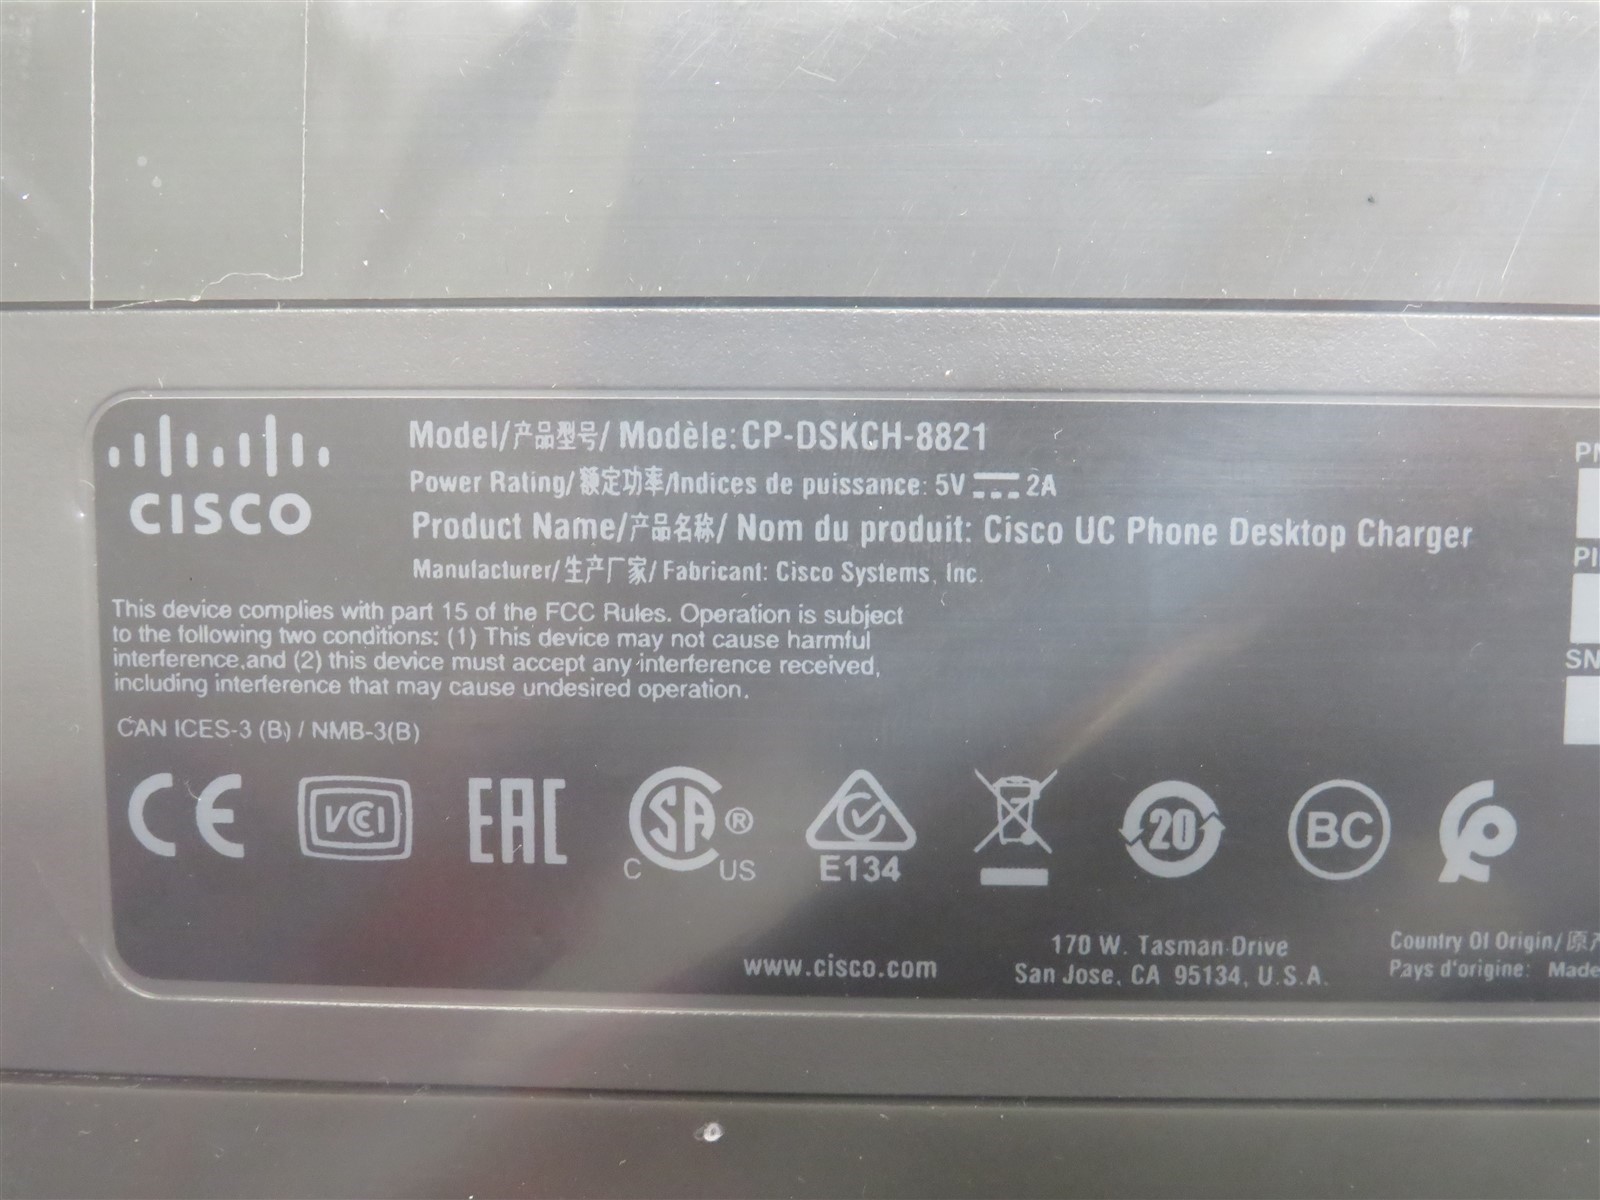 CISCO
Model/产品型号/ Modèle:CP-DSKCH-8821
Power Rating/额定功率/Indices de puissance: 5V 2A
Product Name/产品名称/ Nom du produit: Cisco UC Phone Desktop Charger
Manufacturer/生产厂家/ Fabricant: Cisco Systems, Inc.
This device complies with part 15 of the FCC Rules. Operation is subject
to the following two conditions: (1) This device may not cause harmful
interference,and (2) this device must accept any interference received,
including interference that may cause undesired operation.
CAN ICES-3 (B) / NMB-3(B)
CE VCI EAC C SA ® US E134 20 BC
www.cisco.com
170 W. Tasman Drive
San Jose, CA 95134, U.S.A.
Country Of Origin/原产
Pays d'origine: Made
SN